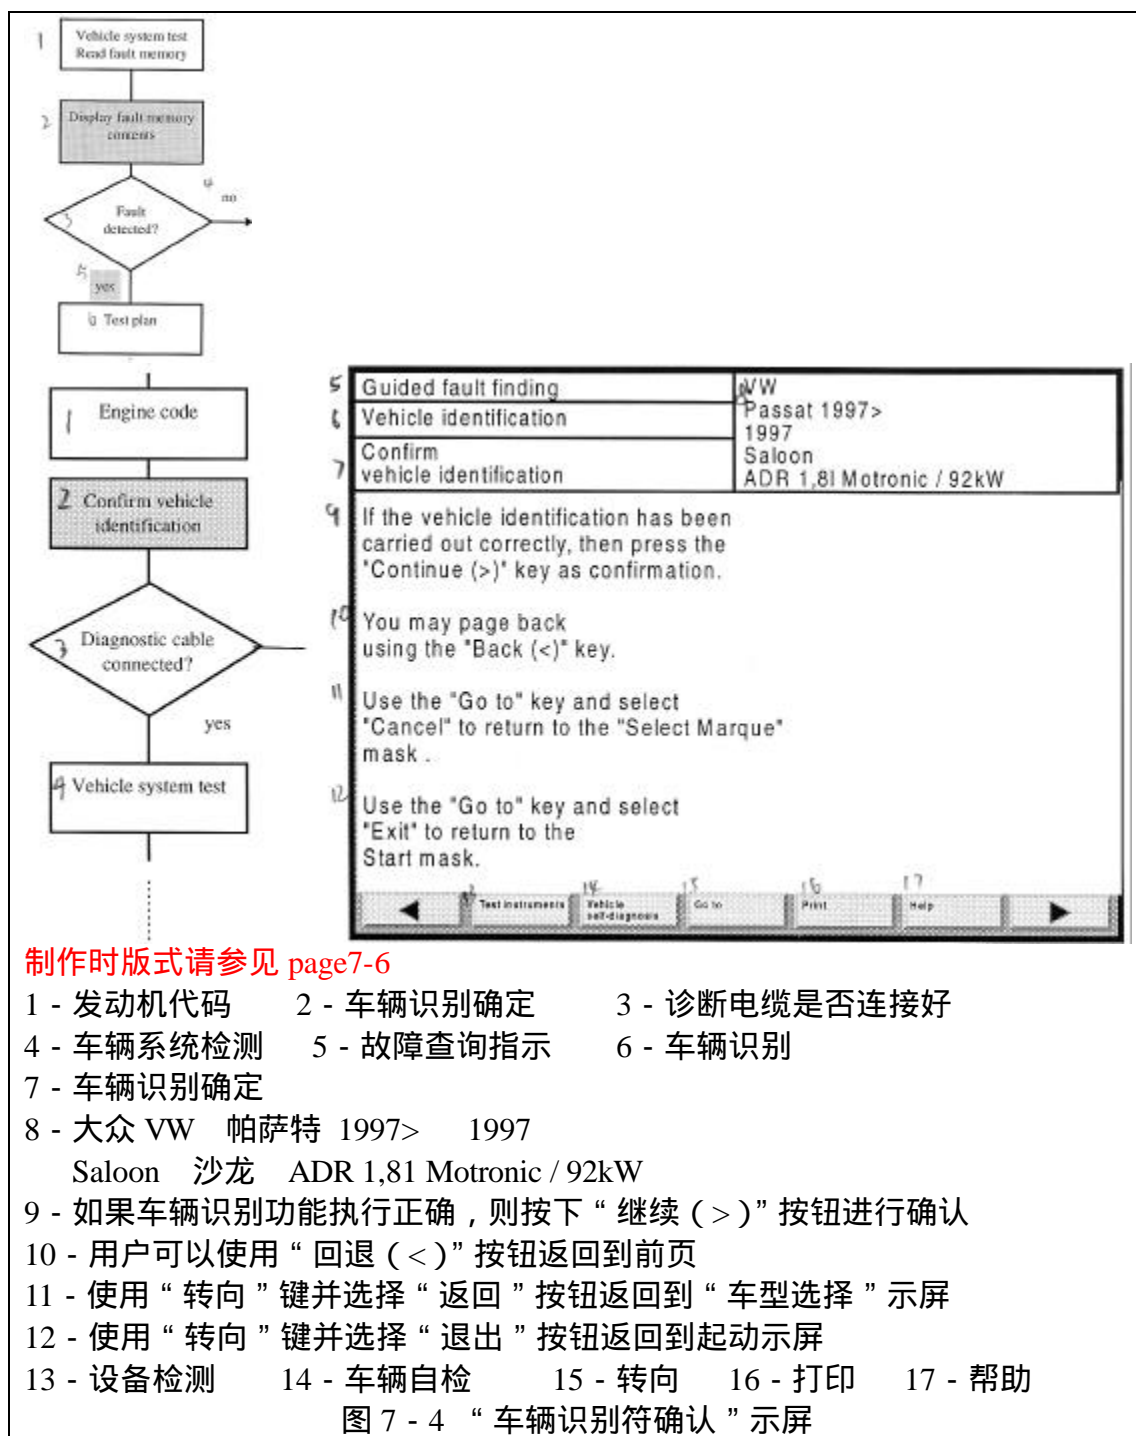 1
Vehicle system test
Read fault memory
2
Display fault memory
contents
4
no
3
Fault
detected?
5
yes
6 Test plan
1
Engine code
2 Confirm vehicle
identification
3 Diagnostic cable
connected?
yes
4 Vehicle system test
5 Guided fault finding
6 Vehicle identification
7 Confirm
vehicle identification
8 VW
Passat 1997>
1997
Saloon
ADR 1,8l Motronic / 92kW
9 If the vehicle identification has been
carried out correctly, then press the
"Continue (>)" key as confirmation.
10 You may page back
using the "Back (<)" key.
11 Use the "Go to" key and select
"Cancel" to return to the "Select Marque"
mask .
12 Use the "Go to" key and select
"Exit" to return to the
Start mask.
13 Test instruments
14 Vehicle
self-diagnosis
15 Go to
16 Print
17 Help
制作时版式请参见 page7-6
1 - 发动机代码 2 - 车辆识别确定 3 - 诊断电缆是否连接好
4 - 车辆系统检测 5 - 故障查询指示 6 - 车辆识别
7 - 车辆识别确定
8 - 大众 VW 帕萨特 1997> 1997
Saloon 沙龙 ADR 1,81 Motronic / 92kW
9 - 如果车辆识别功能执行正确，则按下“继续（>）”按钮进行确认
10 - 用户可以使用“回退（<）”按钮返回到前页
11 - 使用“转向”键并选择“返回”按钮返回到“车型选择”示屏
12 - 使用“转向”键并选择“退出”按钮返回到起动示屏
13 - 设备检测 14 - 车辆自检 15 - 转向 16 - 打印 17 - 帮助
图 7 - 4 “车辆识别符确认”示屏